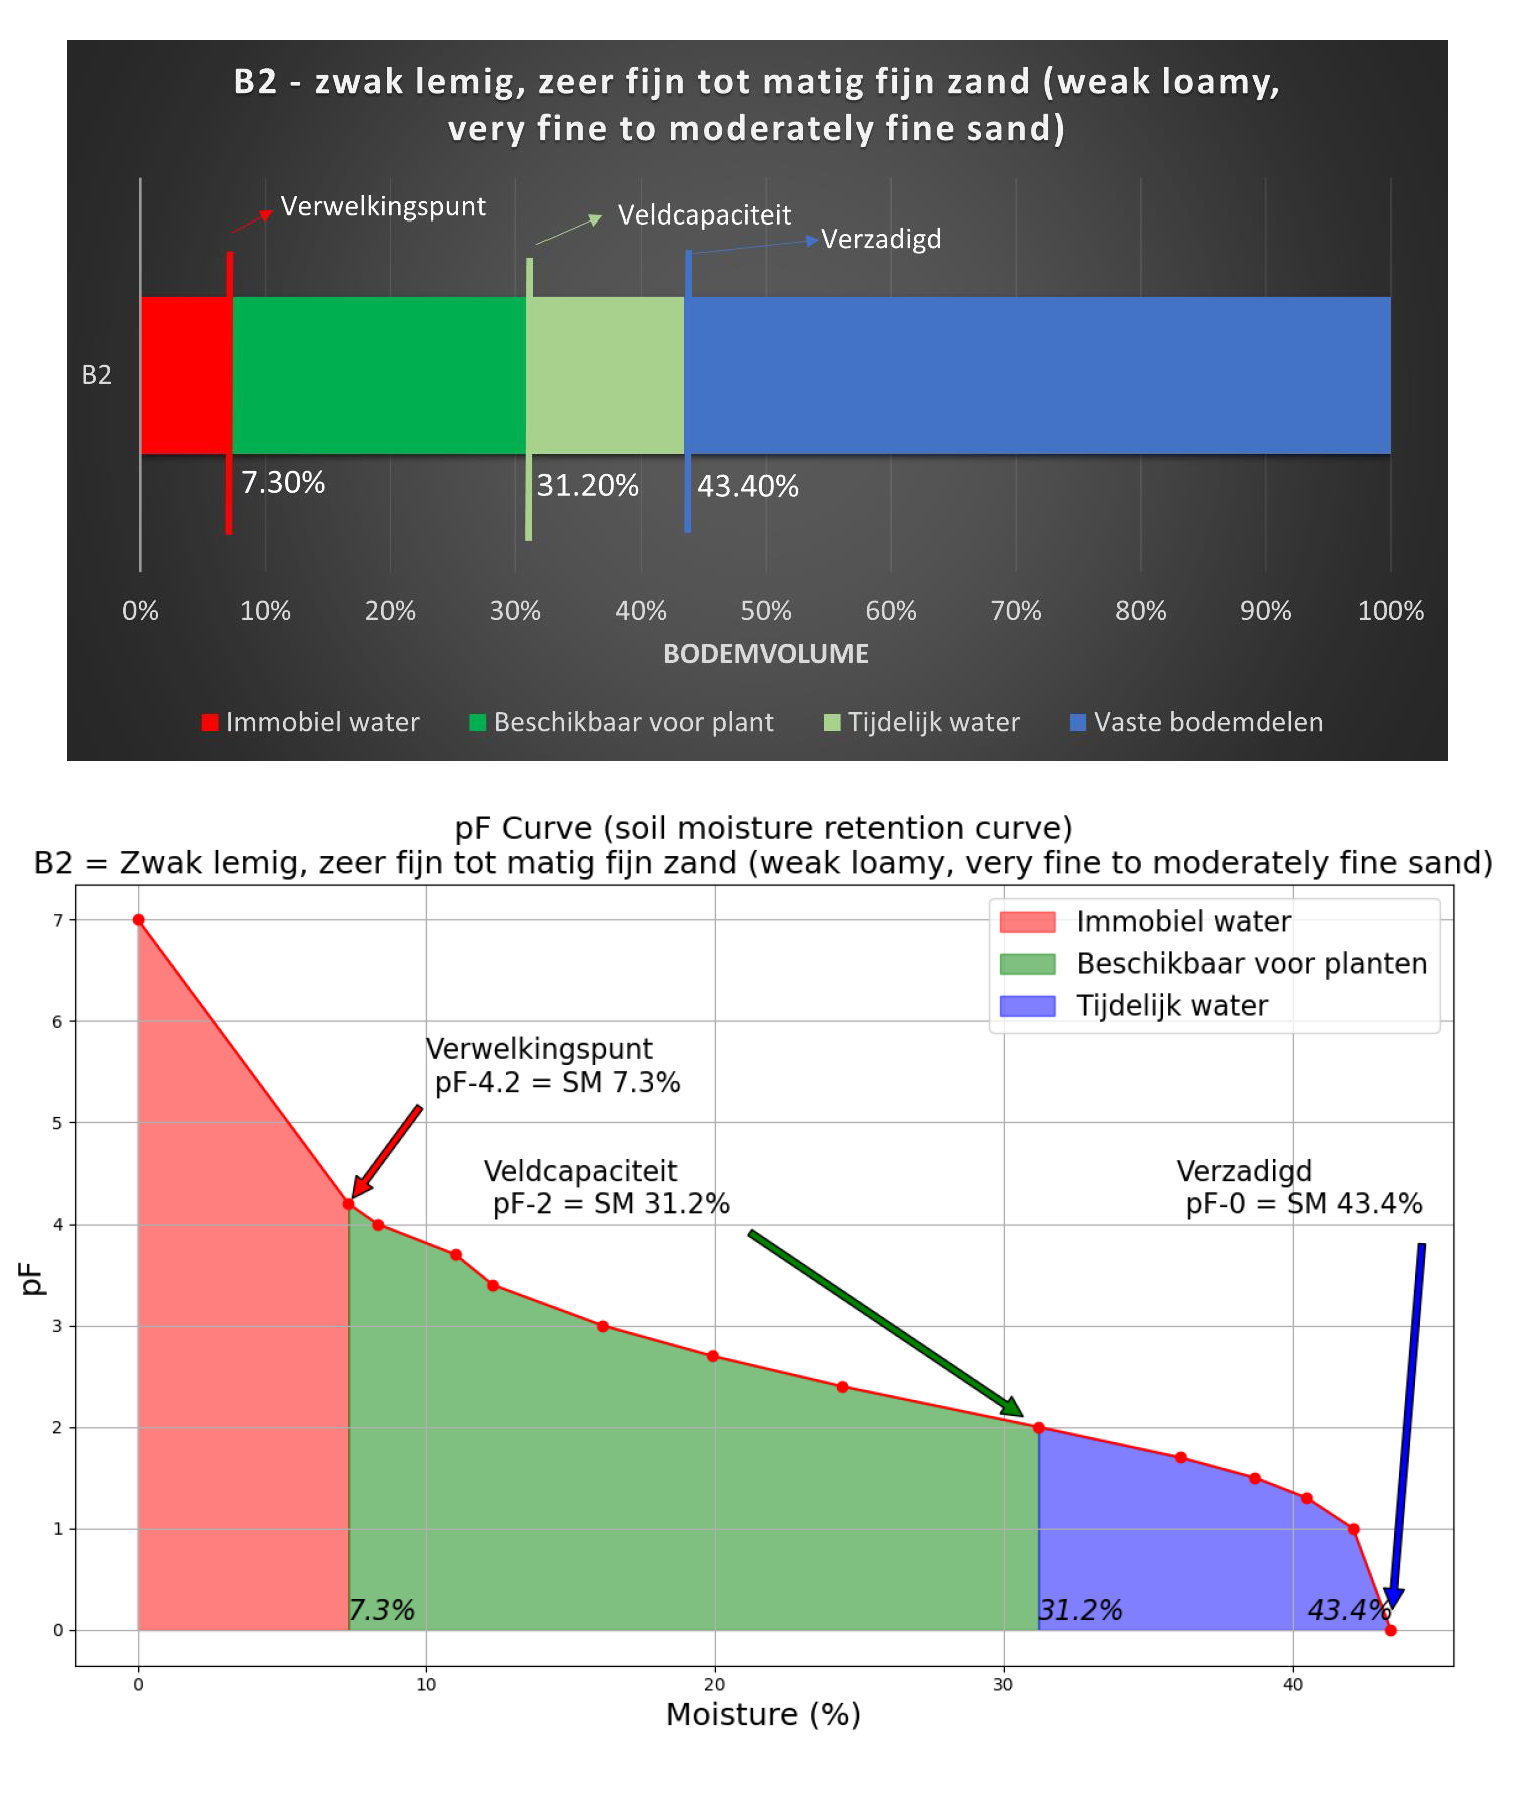 B2 - zwak lemig, zeer fijn tot matig fijn zand (weak loamy,
very fine to moderately fine sand)
Verwelkingspunt
Veldcapaciteit
Verzadigd
B2
7.30%
31.20%
43.40%
0% 10% 20% 30% 40% 50% 60% 70% 80% 90% 100%
BODEMVOLUME
Immobiel water Beschikbaar voor plant Tijdelijk water Vaste bodemdelen
pF Curve (soil moisture retention curve)
B2 = Zwak lemig, zeer fijn tot matig fijn zand (weak loamy, very fine to moderately fine sand)
7
6
5
4
3
2
1
0
pF
Immobiel water
Beschikbaar voor planten
Tijdelijk water
Verwelkingspunt
pF-4.2 = SM 7.3%
Veldcapaciteit
pF-2 = SM 31.2%
Verzadigd
pF-0 = SM 43.4%
7.3%
31.2%
43.4%
0 10 20 30 40
Moisture (%)